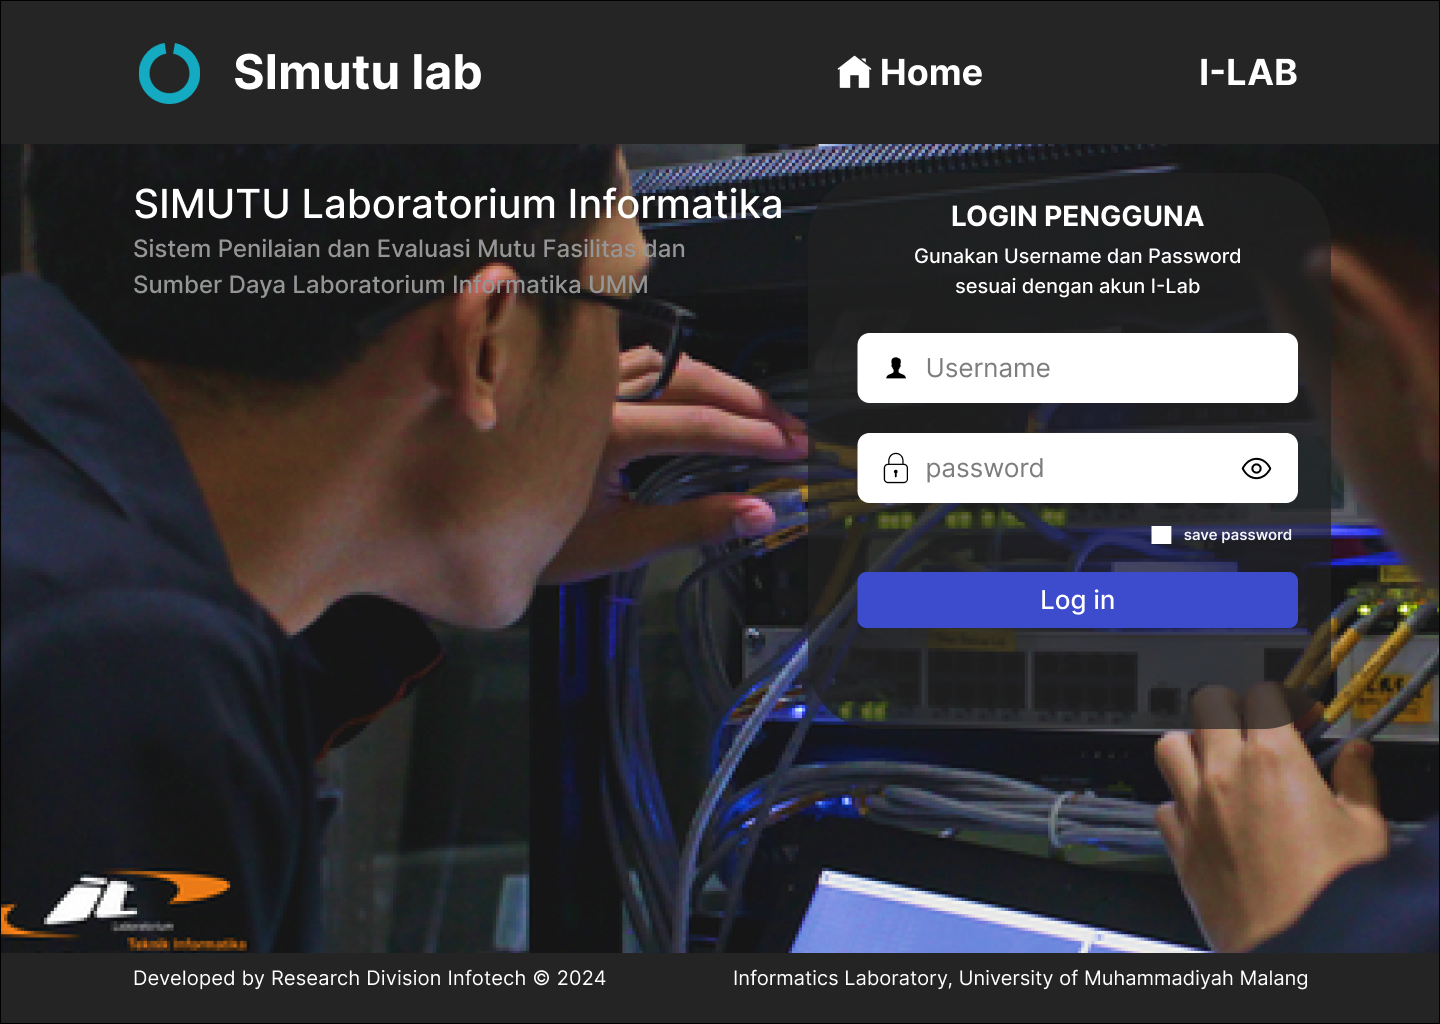 SImutu lab
Home
I-LAB
SIMUTU Laboratorium Informatika
Sistem Penilaian dan Evaluasi Mutu Fasilitas dan
Sumber Daya Laboratorium Informatika UMM
LOGIN PENGGUNA
Gunakan Username dan Password
sesuai dengan akun I-Lab
Username
password
save password
Log in
it
Laboratorium
Teknik Informatika
Developed by Research Division Infotech © 2024
Informatics Laboratory, University of Muhammadiyah Malang